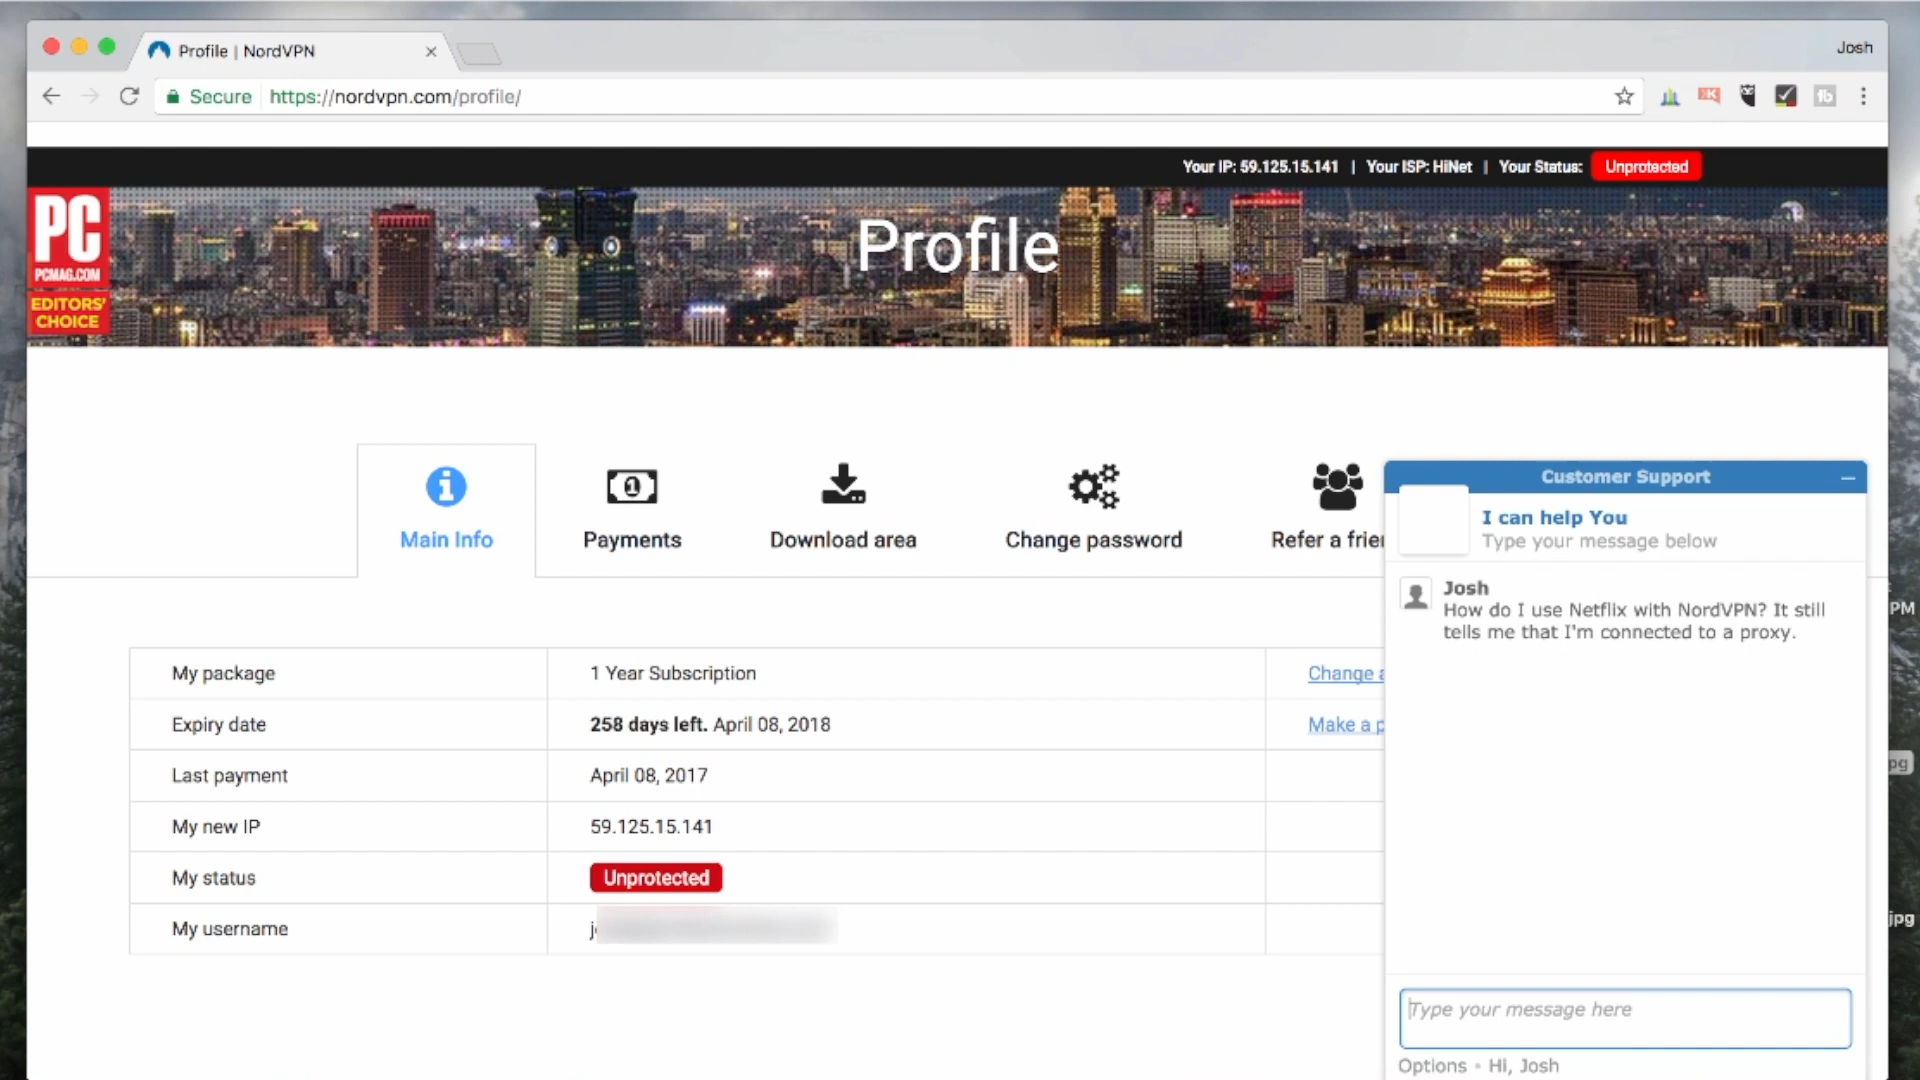 Profile | NordVPN
Josh
Secure https://nordvpn.com/profile/
Your IP: 59.125.15.141 | Your ISP: HiNet | Your Status: Unprotected
PC
PCMAG.COM
EDITORS'
CHOICE
Profile
Main Info
Payments
Download area
Change password
Refer a frien
My package 1 Year Subscription Change a
Expiry date 258 days left. April 08, 2018 Make a p
Last payment April 08, 2017
My new IP 59.125.15.141
My status Unprotected
My username j
Customer Support
I can help You
Type your message below
Josh
How do I use Netflix with NordVPN? It still
tells me that I'm connected to a proxy.
Type your message here
Options • Hi, Josh
PM
pg
jpg